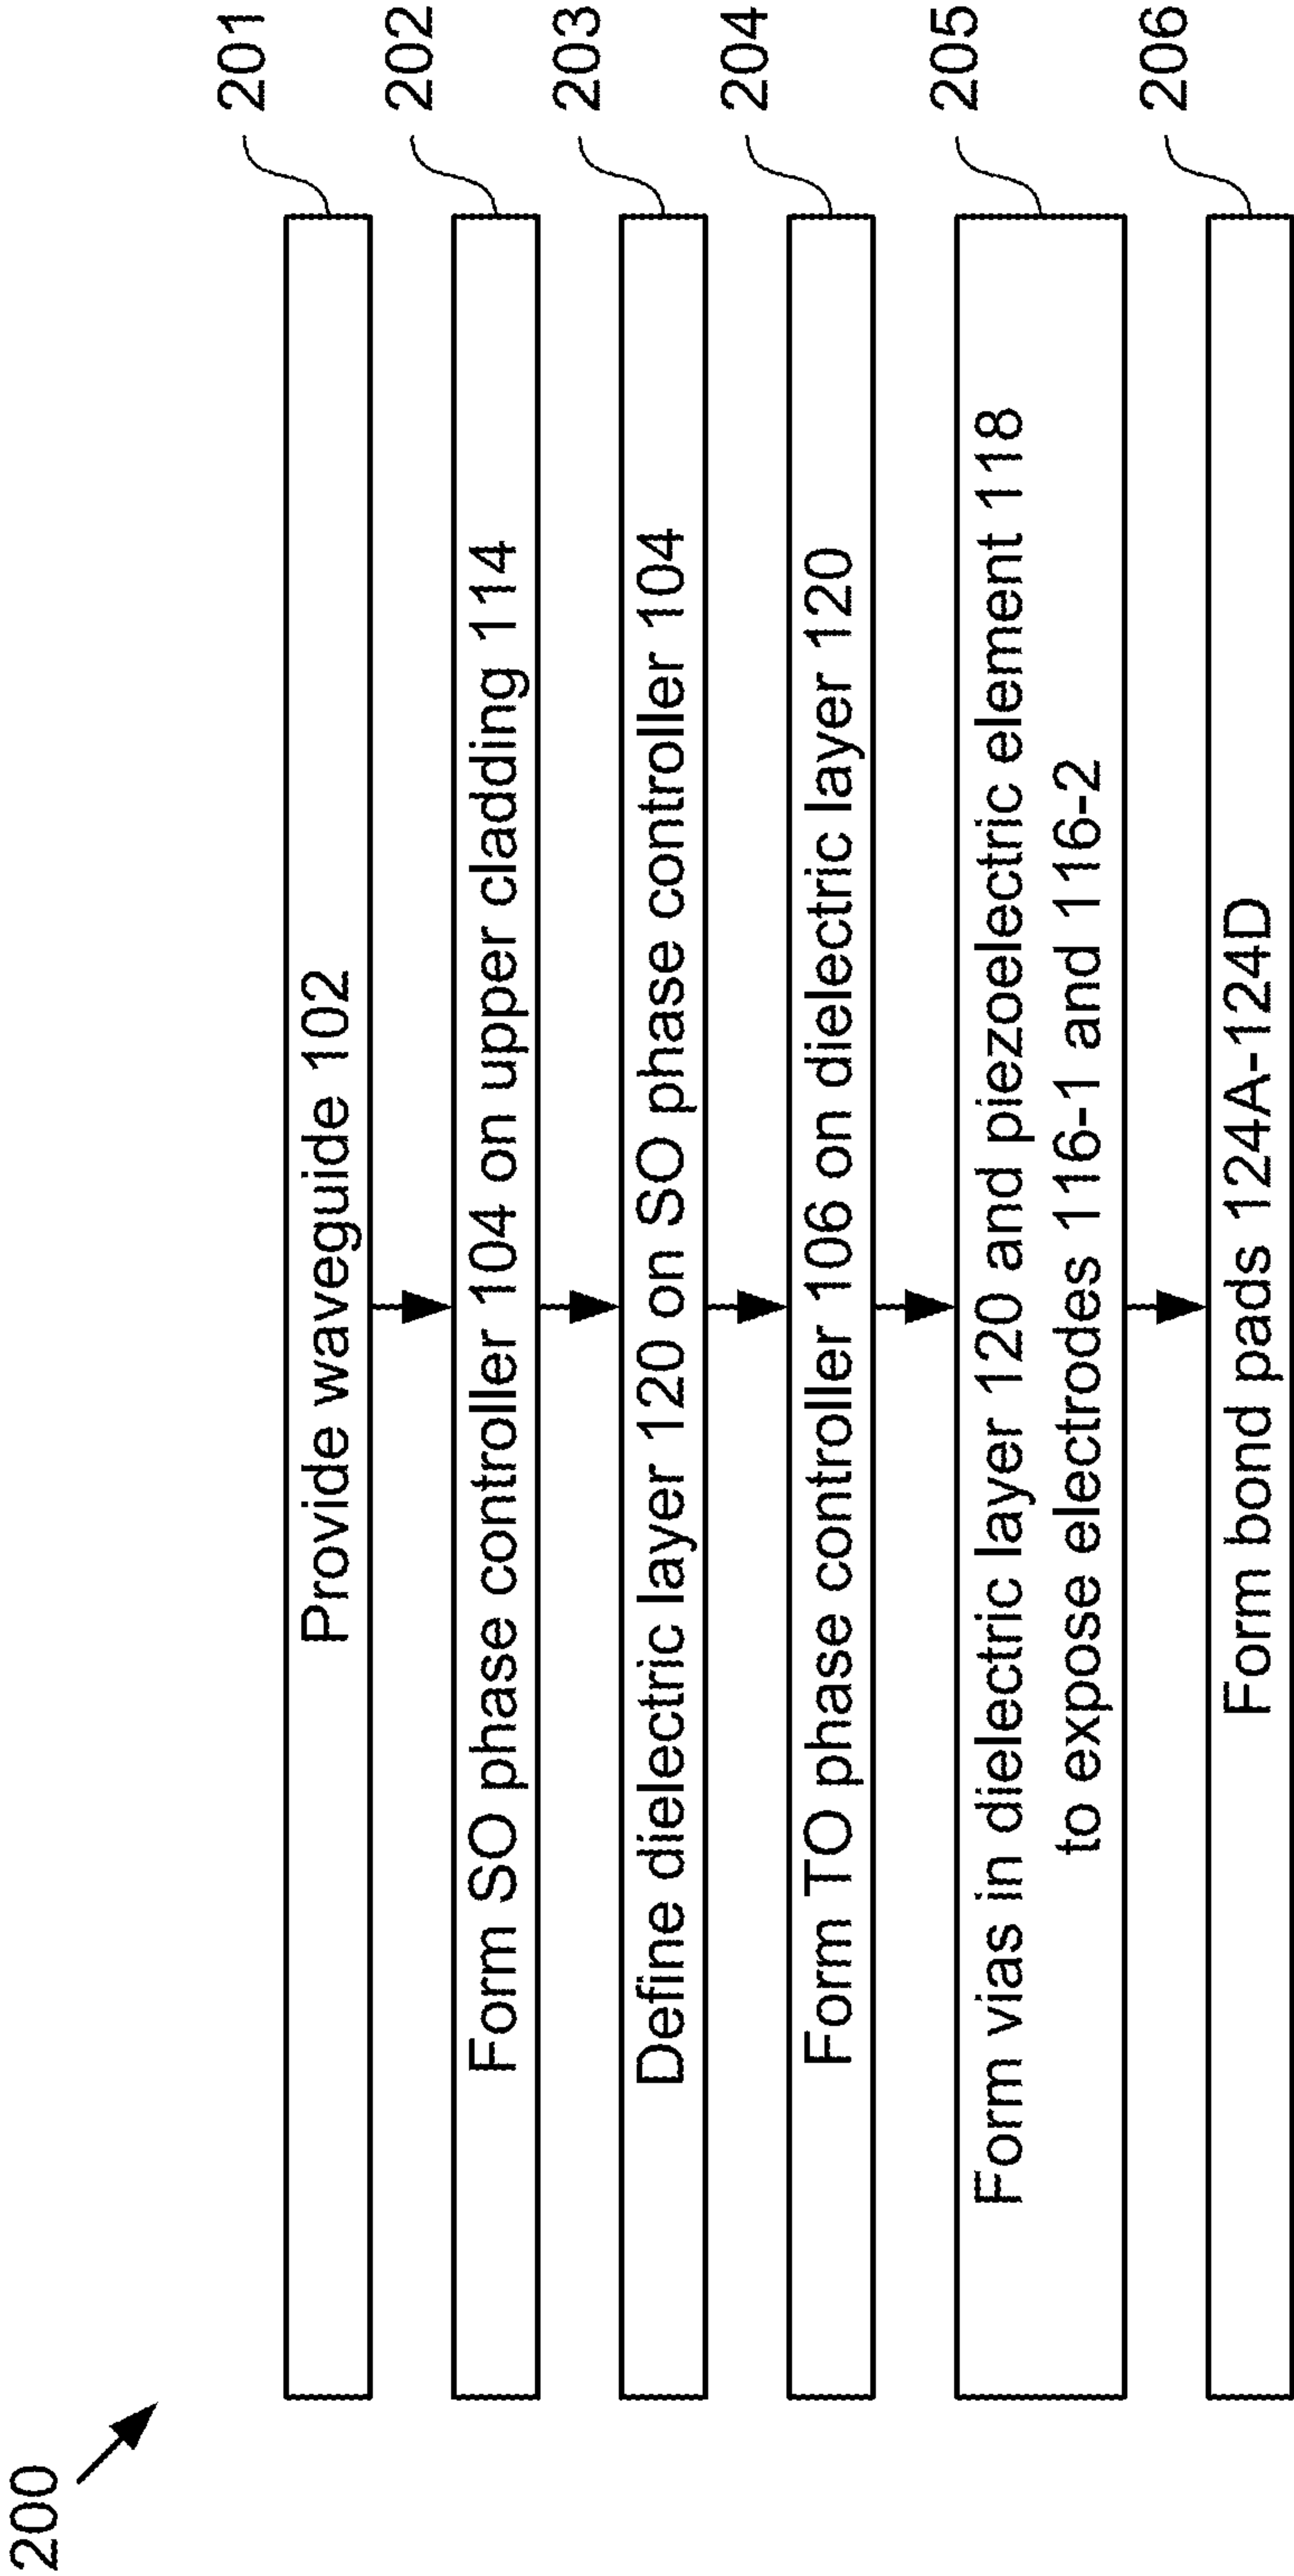 200
Provide waveguide 102
201
Form SO phase controller 104 on upper cladding 114
202
Define dielectric layer 120 on SO phase controller 104
203
Form TO phase controller 106 on dielectric layer 120
204
Form vias in dielectric layer 120 and piezoelectric element 118
to expose electrodes 116-1 and 116-2
205
Form bond pads 124A-124D
206